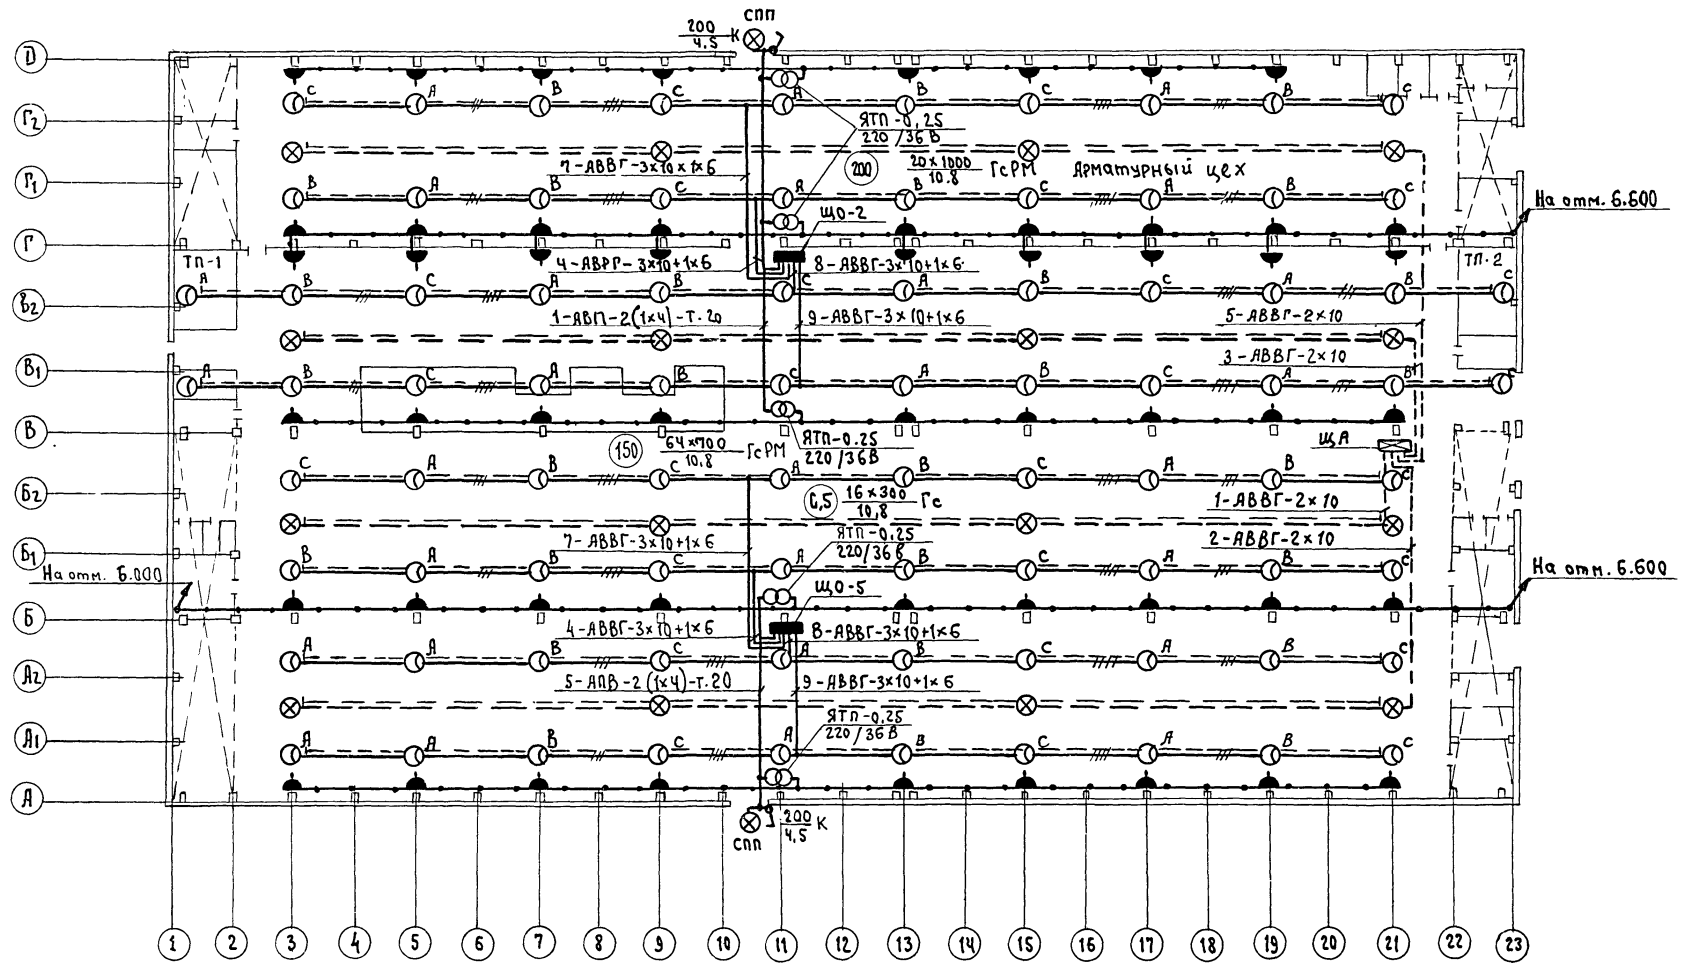 СПП
200
4.5
К
Д
С
А
В
С
А
В
С
А
В
С
Г2
ЯТП-0,25
220/36 В
7-АВВГ-3×10×1×6
200
20×1000
10.8
ГсРМ
Арматурный цех
Г1
В
А
В
С
А
В
С
А
В
С
На отм. 6.600
ЩО-2
Г
ТП-1
4-АВРГ-3×10+1×6
8-АВВГ-3×10+1×6
ТП-2
А
В
С
А
В
С
А
В
С
А
В
С
В2
1-АВП-2(1×4)-т.20
9-АВВГ-3×10+1×6
5-АВВГ-2×10
3-АВВГ-2×10
В1
А
В
С
А
В
С
А
В
С
А
В
С
В
150
64×700
10,8
ГсРМ
ЯТП-0.25
220/36В
ЩА
С
А
В
С
А
В
С
А
В
С
Б2
16×300
10,8
Гс
1-АВВГ-2×10
7-АВВГ-3×10+1×6
ЯТП-0,25
220/36 В
2-АВВГ-2×10
Б1
В
А
В
С
А
В
С
А
В
С
На отм. 6.000
На отм. 6.600
ЩО-5
Б
4-АВВГ-3×10+1×6
8-АВВГ-3×10+1×6
А
А
В
С
А
В
С
А
В
С
А2
5-АПВ-2(1×4)-т.20
9-АВВГ-3×10+1×6
ЯТП-0,25
220/36 В
А1
А
А
В
С
А
В
С
А
В
С
А
СПП
200
4,5
К
1 2 3 4 5 6 7 8 9 10 11 12 13 14 15 16 17 18 19 20 21 22 23